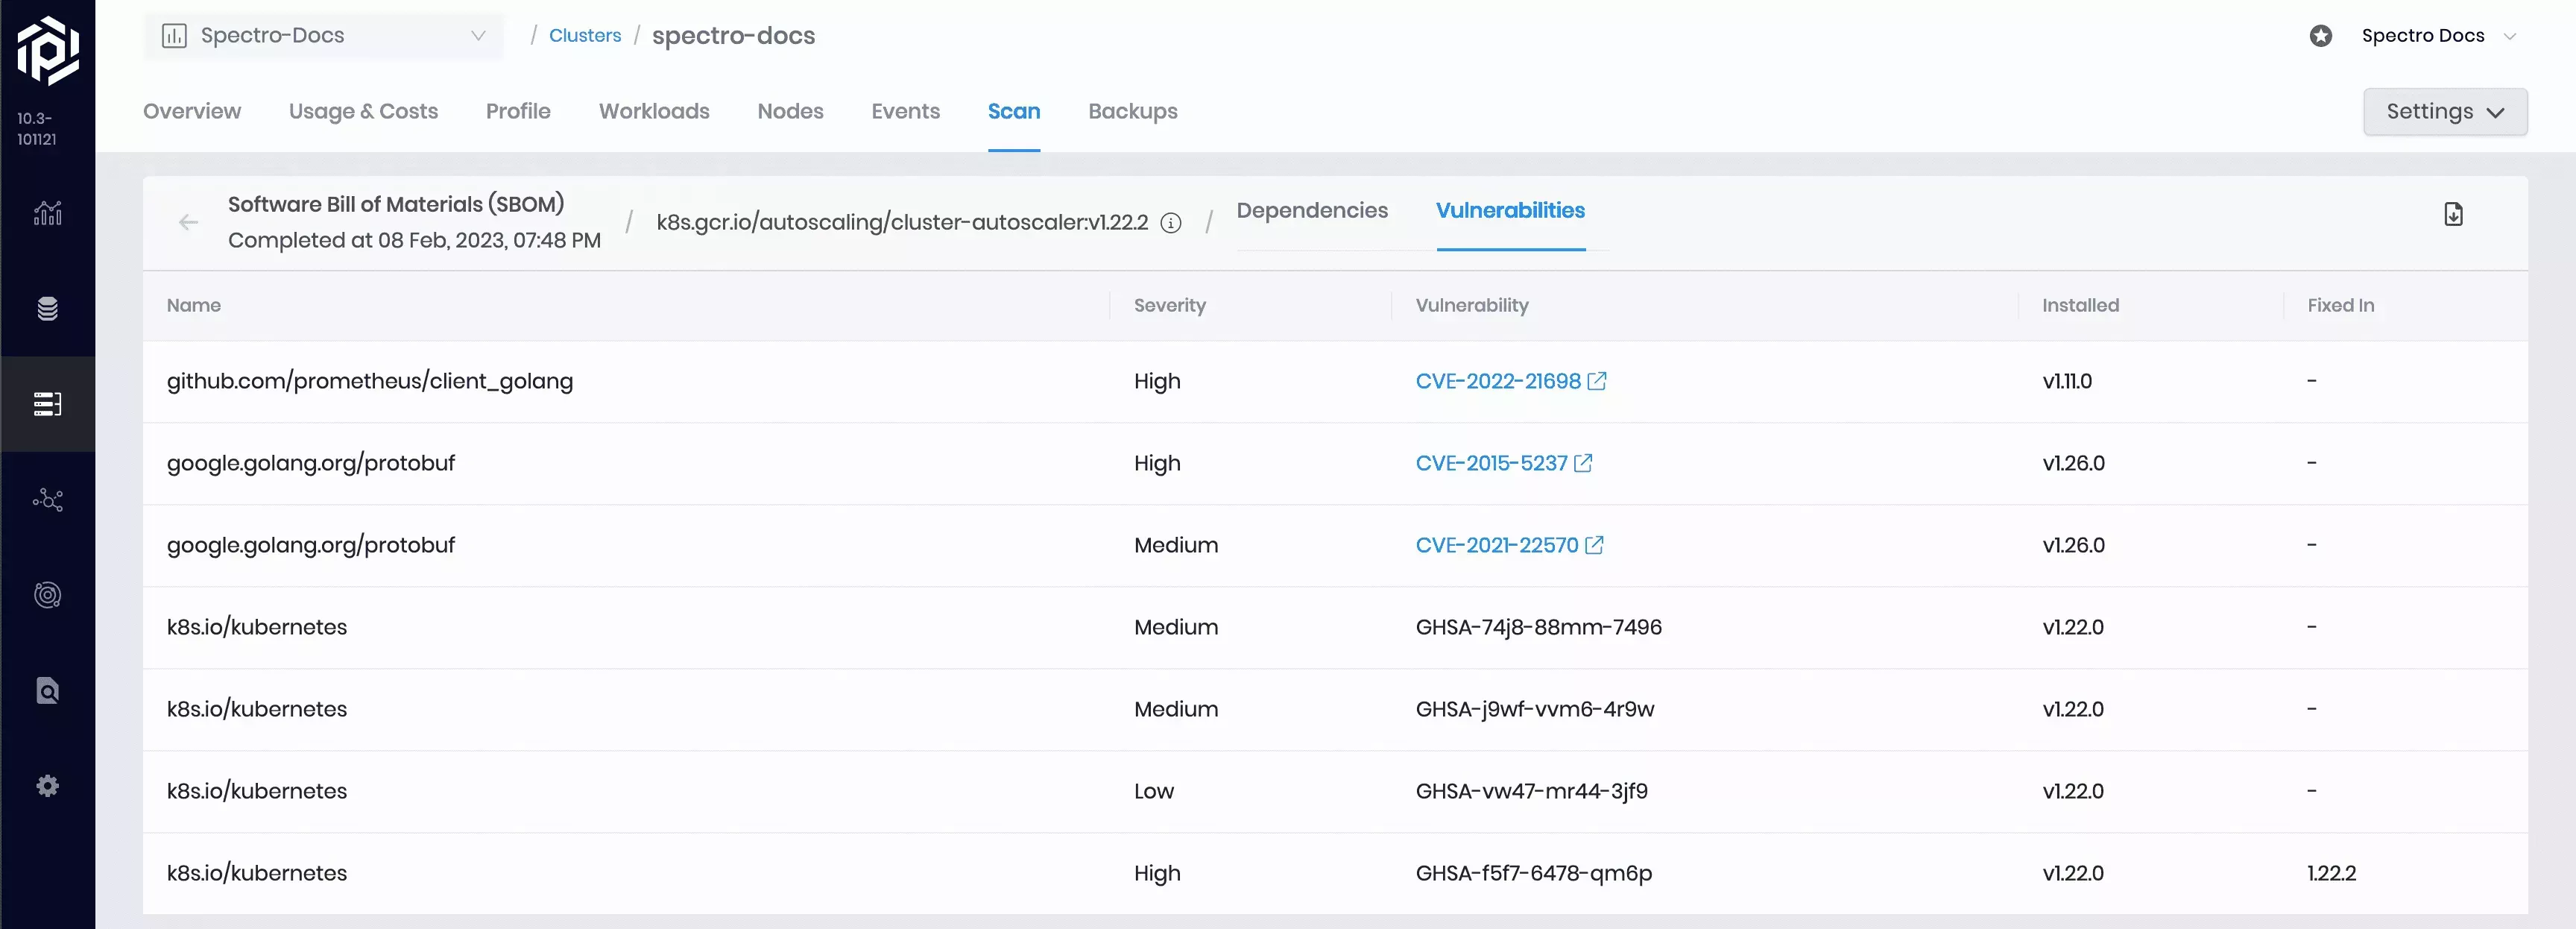 Spectro-Docs / Clusters / spectro-docs Spectro Docs
10.3-
101121
Overview Usage & Costs Profile Workloads Nodes Events Scan Backups Settings
Software Bill of Materials (SBOM)
Completed at 08 Feb, 2023, 07:48 PM
/ k8s.gcr.io/autoscaling/cluster-autoscaler:v1.22.2 / Dependencies Vulnerabilities
Name Severity Vulnerability Installed Fixed In
github.com/prometheus/client_golang High CVE-2022-21698 v1.11.0 -
google.golang.org/protobuf High CVE-2015-5237 v1.26.0 -
google.golang.org/protobuf Medium CVE-2021-22570 v1.26.0 -
k8s.io/kubernetes Medium GHSA-74j8-88mm-7496 v1.22.0 -
k8s.io/kubernetes Medium GHSA-j9wf-vvm6-4r9w v1.22.0 -
k8s.io/kubernetes Low GHSA-vw47-mr44-3jf9 v1.22.0 -
k8s.io/kubernetes High GHSA-f5f7-6478-qm6p v1.22.0 1.22.2